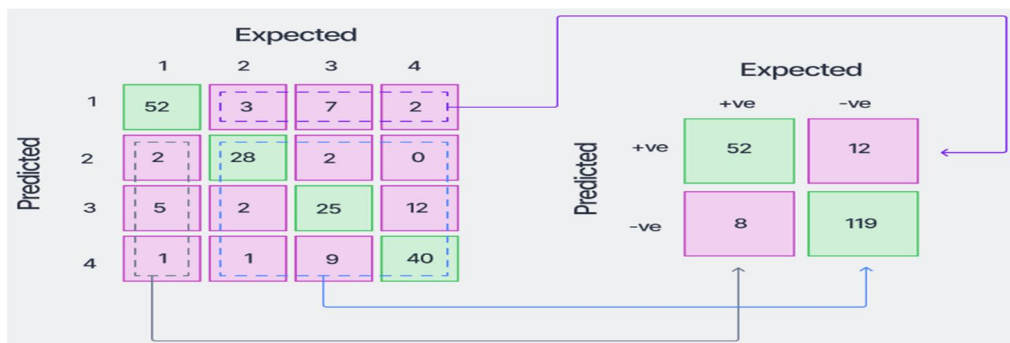 Expected
1 2 3 4
Predicted
1 52 3 7 2
2 2 28 2 0
3 5 2 25 12
4 1 1 9 40
Expected
+ve -ve
Predicted
+ve 52 12
-ve 8 119